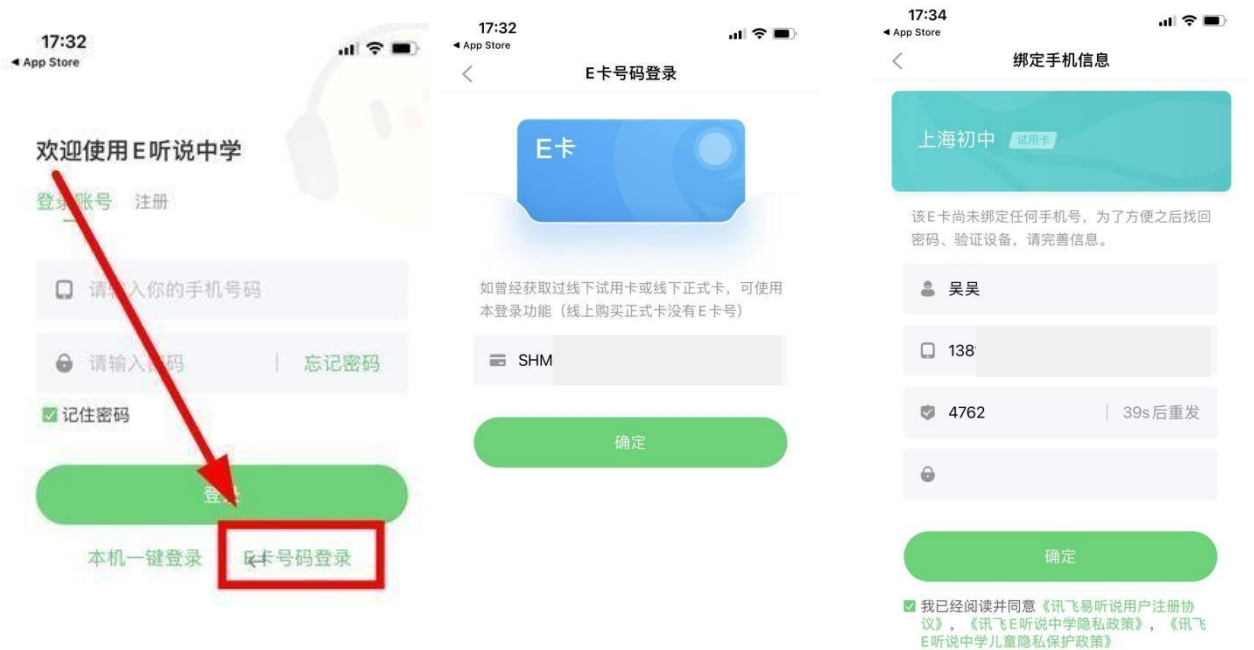 17:32
◀ App Store
欢迎使用E听说中学
登录账号 注册
请输入你的手机号码
请输入密码 | 忘记密码
记住密码
登录
本机一键登录 E卡号码登录
17:32
◀ App Store
E卡号码登录
E卡
如曾经获取过线下试用卡或线下正式卡，可使用
本登录功能（线上购买正式卡没有E卡号）
SHM
确定
17:34
◀ App Store
绑定手机信息
上海初中 试用卡
该E卡尚未绑定任何手机号，为了方便之后找回
密码、验证设备，请完善信息。
吴吴
138
4762 | 39s后重发
确定
我已经阅读并同意《讯飞易听说用户注册协
议》，《讯飞E听说中学隐私政策》，《讯飞
E听说中学儿童隐私保护政策》